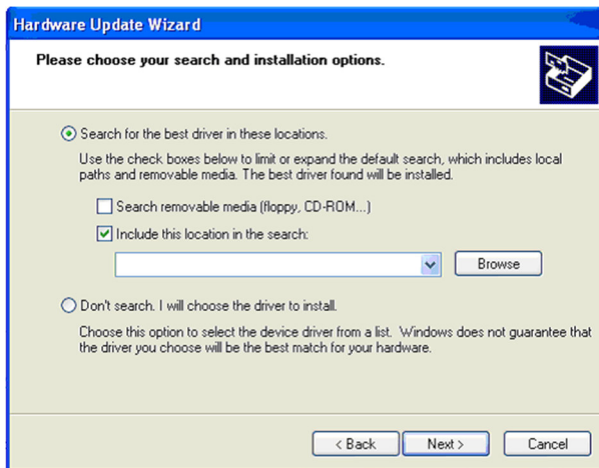 Hardware Update Wizard
Please choose your search and installation options.
Search for the best driver in these locations.
Use the check boxes below to limit or expand the default search, which includes local
paths and removable media. The best driver found will be installed.
Search removable media (floppy, CD-ROM...)
Include this location in the search:
Browse
Don't search. I will choose the driver to install.
Choose this option to select the device driver from a list. Windows does not guarantee that
the driver you choose will be the best match for your hardware.
< Back Next > Cancel